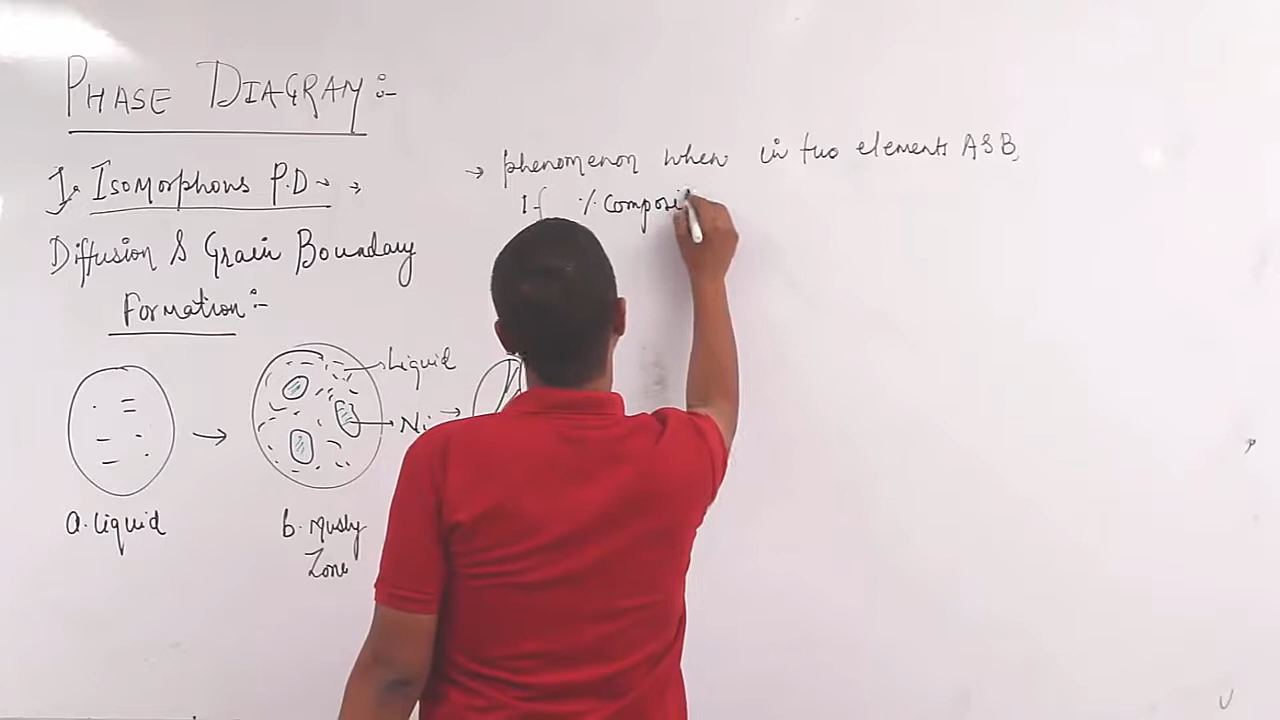 PHASE DIAGRAM :-
1. ISOMORPHOUS P.D →
Diffusion & Grain Boundary
Formation :-
Liquid
Ni
a. Liquid
b. Mushy
Zone
→ phenomenon when in two elements A & B,
If % Composi